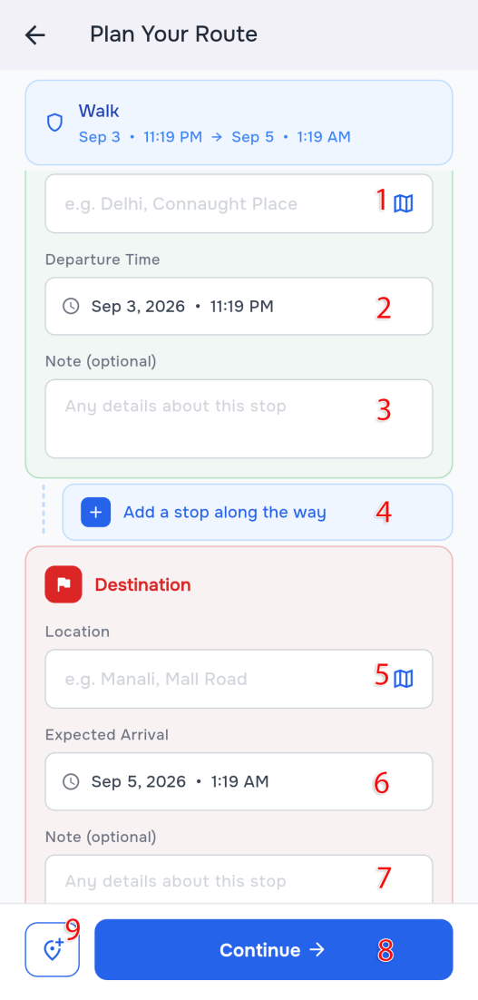 Plan Your Route
Walk
Sep 3 • 11:19 PM → Sep 5 • 1:19 AM
e.g. Delhi, Connaught Place 1
Departure Time
Sep 3, 2026 • 11:19 PM 2
Note (optional)
Any details about this stop 3
Add a stop along the way 4
Destination
Location
e.g. Manali, Mall Road 5
Expected Arrival
Sep 5, 2026 • 1:19 AM 6
Note (optional)
Any details about this stop 7
9
Continue → 8